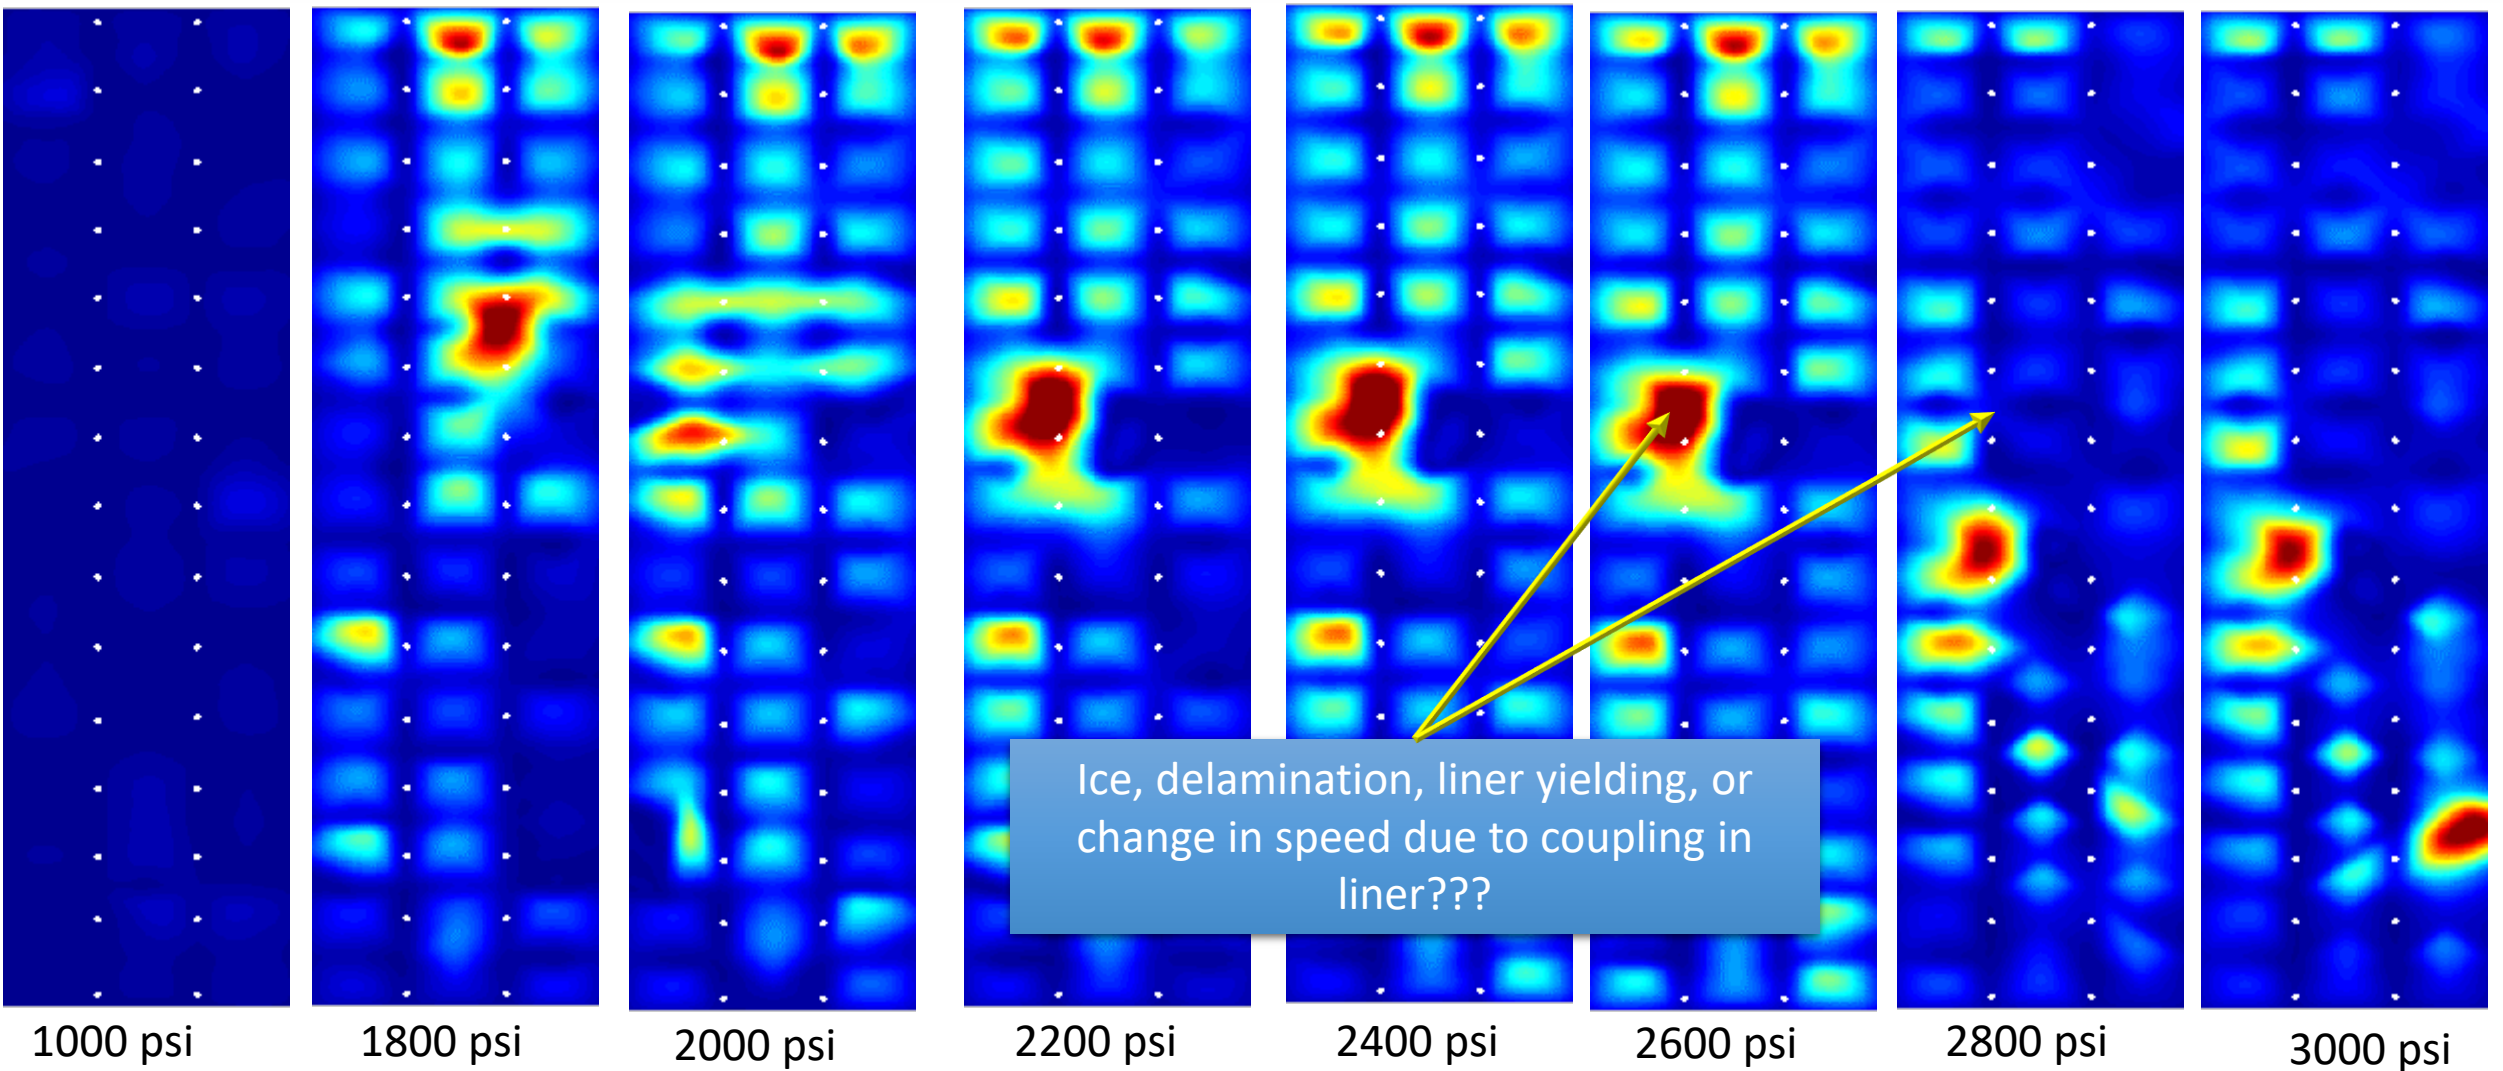 Ice, delamination, liner yielding, or
change in speed due to coupling in
liner???
1000 psi
1800 psi
2000 psi
2200 psi
2400 psi
2600 psi
2800 psi
3000 psi